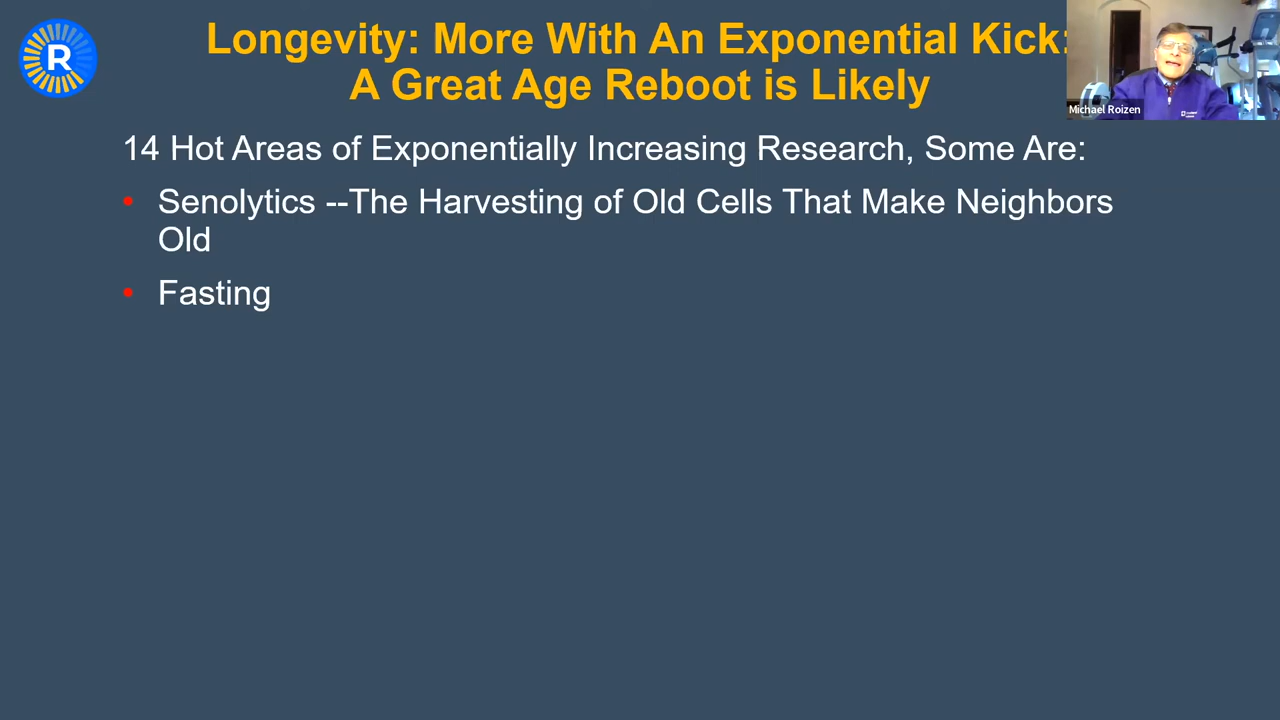 R
Longevity: More With An Exponential Kick:
A Great Age Reboot is Likely
Michael Roizen
14 Hot Areas of Exponentially Increasing Research, Some Are:
• Senolytics --The Harvesting of Old Cells That Make Neighbors
Old
• Fasting